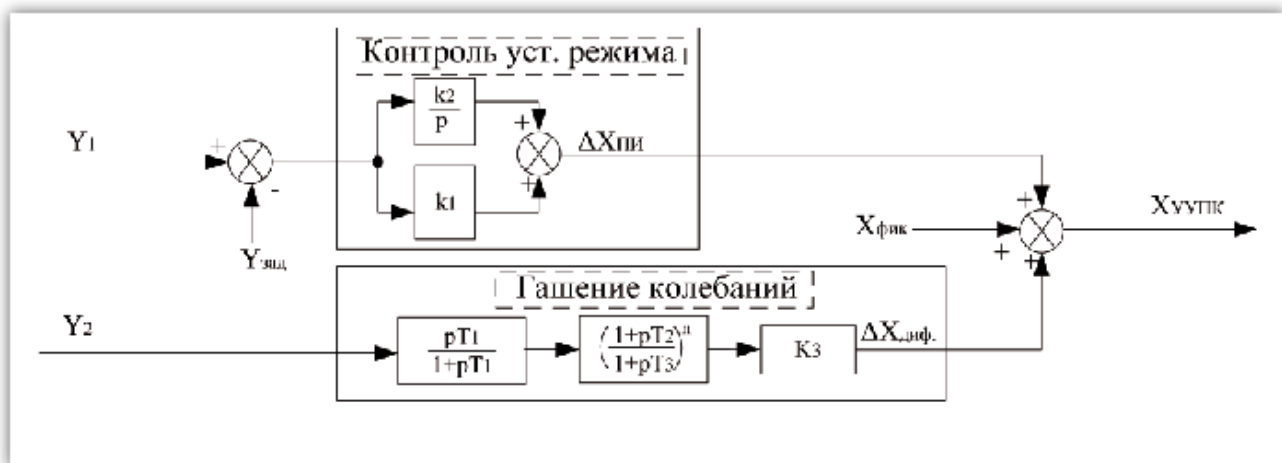 Контроль уст. режима
k2
p
Y1
+
-
+
+
ΔXПИ
k1
Yзад
Xфик
+
+
+
XУУПК
Гашение колебаний
Y2
pT1
1+pT1
(1+pT2
1+pT3)ⁿ
K3
ΔXдиф.